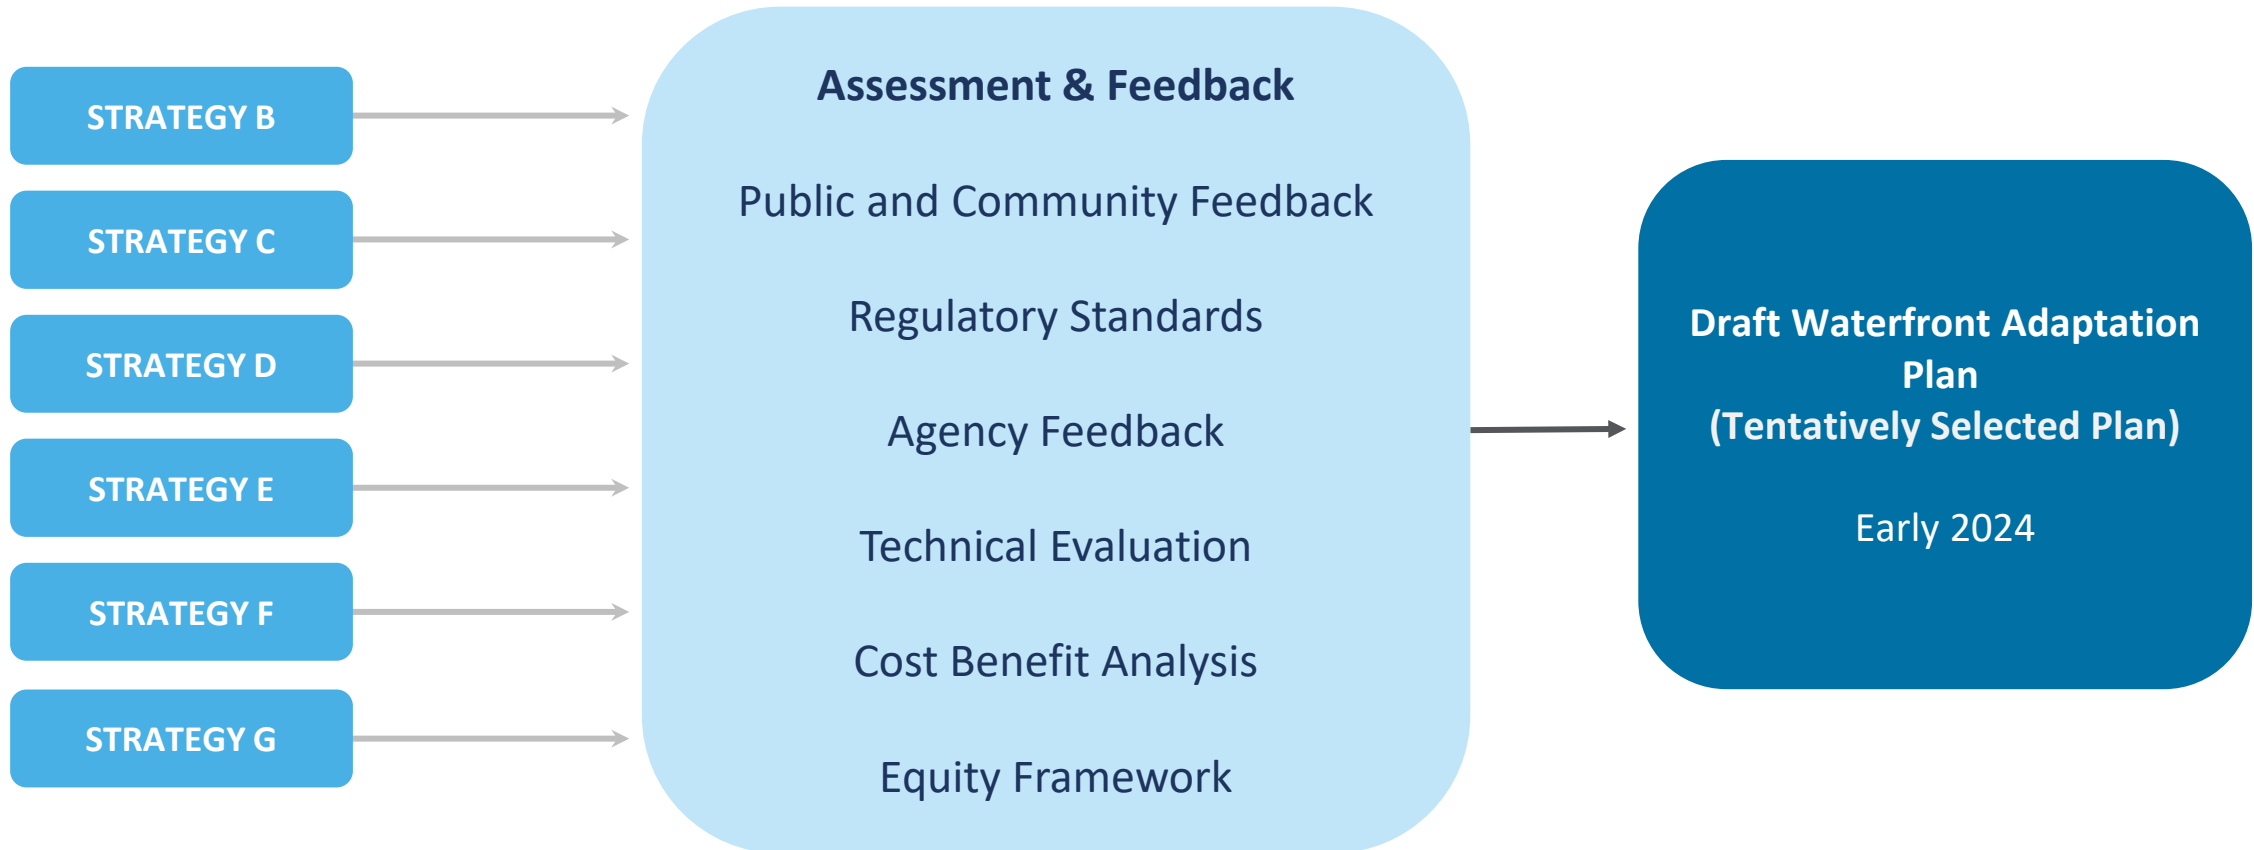 STRATEGY B
STRATEGY C
STRATEGY D
STRATEGY E
STRATEGY F
STRATEGY G
Assessment & Feedback
Public and Community Feedback
Regulatory Standards
Agency Feedback
Technical Evaluation
Cost Benefit Analysis
Equity Framework
Draft Waterfront Adaptation
Plan
(Tentatively Selected Plan)
Early 2024